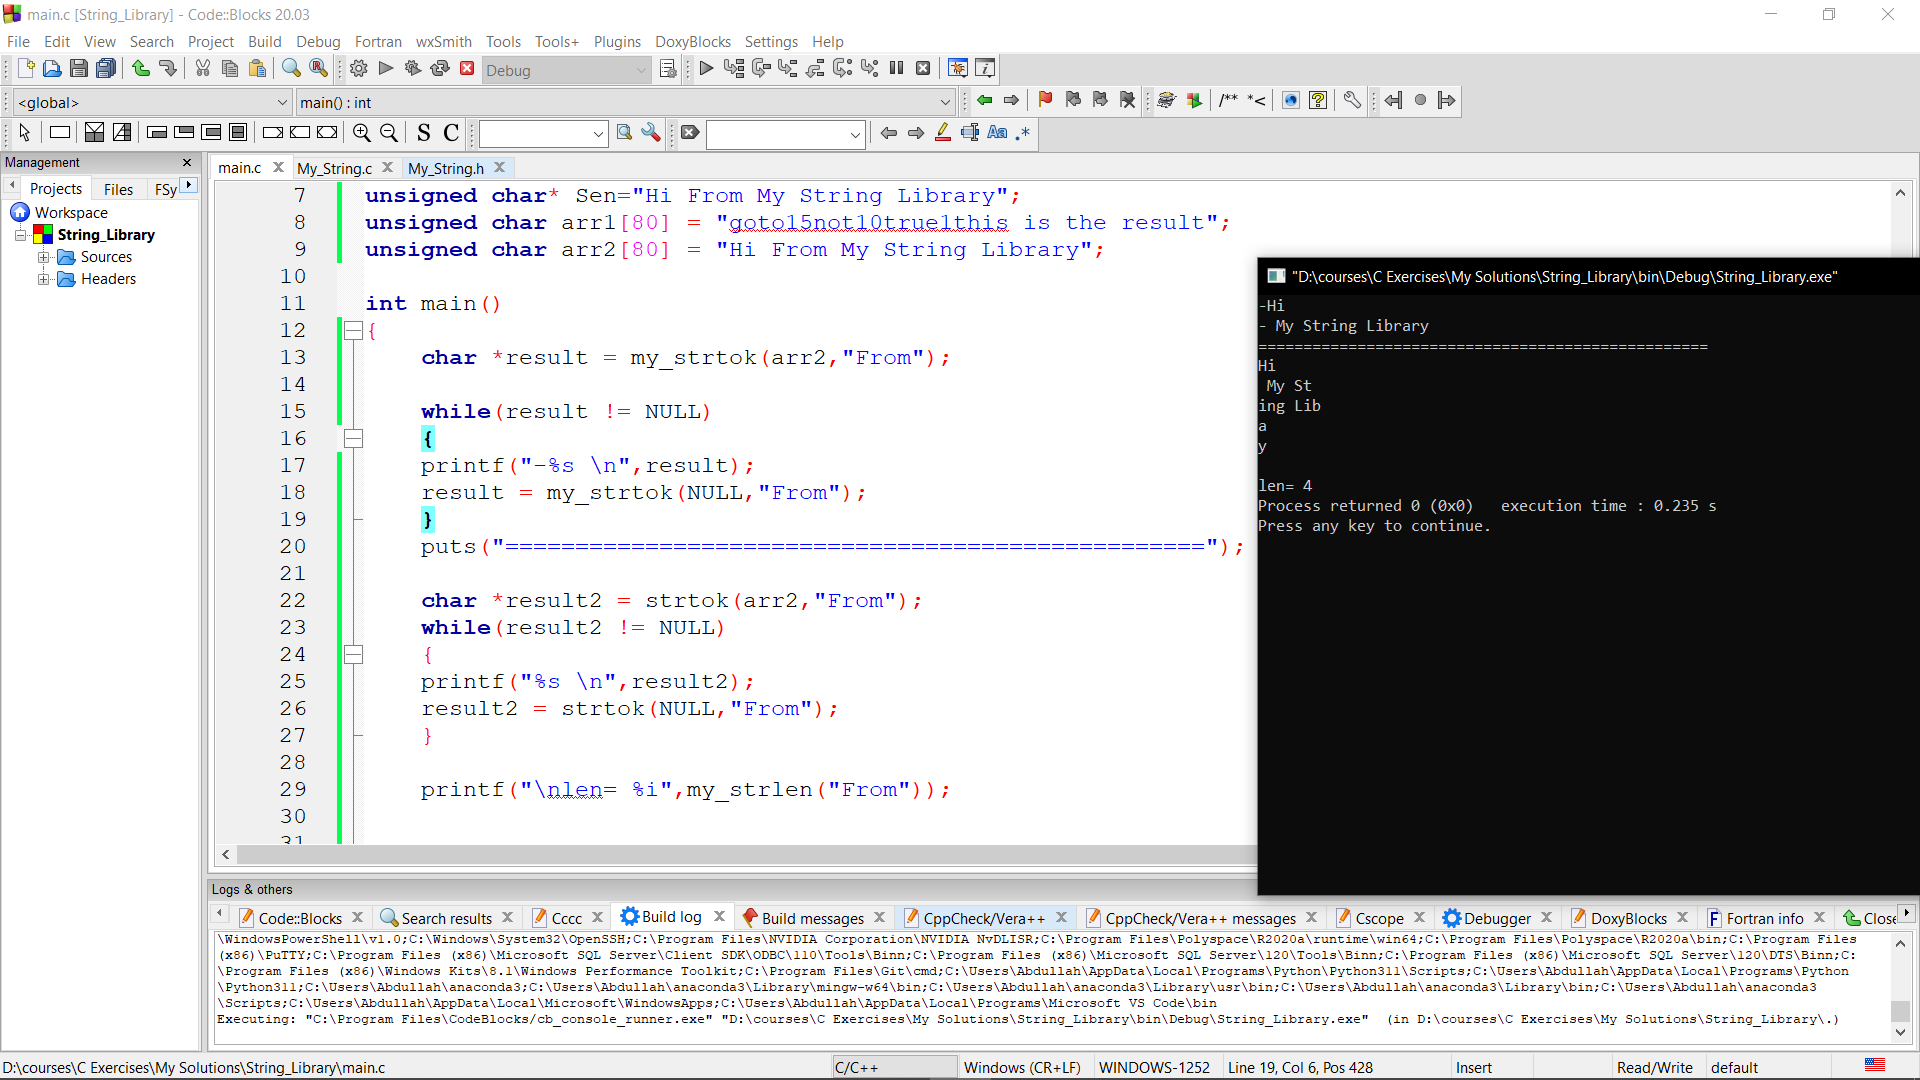 main.c [String_Library] - Code::Blocks 20.03
File Edit View Search Project Build Debug Fortran wxSmith Tools Tools+ Plugins DoxyBlocks Settings Help
Debug
<global> main() : int
/** *<
S C Aa .*
Management
Projects Files FSy
Workspace
String_Library
Sources
Headers
main.c My_String.c My_String.h
7 unsigned char* Sen="Hi From My String Library";
8 unsigned char arr1[80] = "goto15not10true1this is the result";
9 unsigned char arr2[80] = "Hi From My String Library";
10
11 int main()
12 {
13 char *result = my_strtok(arr2,"From");
14
15 while(result != NULL)
16 {
17 printf("-%s \n",result);
18 result = my_strtok(NULL,"From");
19 }
20 puts("==================================================");
21
22 char *result2 = strtok(arr2,"From");
23 while(result2 != NULL)
24 {
25 printf("%s \n",result2);
26 result2 = strtok(NULL,"From");
27 }
28
29 printf("\nlen= %i",my_strlen("From"));
30
31
"D:\courses\C Exercises\My Solutions\String_Library\bin\Debug\String_Library.exe"
-Hi
- My String Library
==================================================
Hi
My St
ing Lib
a
y
len= 4
Process returned 0 (0x0) execution time : 0.235 s
Press any key to continue.
Logs & others
Code::Blocks Search results Cccc Build log Build messages CppCheck/Vera++ CppCheck/Vera++ messages Cscope Debugger DoxyBlocks Fortran info Close
\WindowsPowerShell\v1.0;C:\Windows\System32\OpenSSH;C:\Program Files\NVIDIA Corporation\NVIDIA NvDLISR;C:\Program Files\Polyspace\R2020a\runtime\win64;C:\Program Files\Polyspace\R2020a\bin;C:\Program Files
(x86)\PuTTY;C:\Program Files (x86)\Microsoft SQL Server\Client SDK\ODBC\110\Tools\Binn;C:\Program Files (x86)\Microsoft SQL Server\120\Tools\Binn;C:\Program Files (x86)\Microsoft SQL Server\120\DTS\Binn;C:
\Program Files (x86)\Windows Kits\8.1\Windows Performance Toolkit;C:\Program Files\Git\cmd;C:\Users\Abdullah\AppData\Local\Programs\Python\Python311\Scripts;C:\Users\Abdullah\AppData\Local\Programs\Python
\Python311;C:\Users\Abdullah\anaconda3;C:\Users\Abdullah\anaconda3\Library\mingw-w64\bin;C:\Users\Abdullah\anaconda3\Library\usr\bin;C:\Users\Abdullah\anaconda3\Library\bin;C:\Users\Abdullah\anaconda3
\Scripts;C:\Users\Abdullah\AppData\Local\Microsoft\WindowsApps;C:\Users\Abdullah\AppData\Local\Programs\Microsoft VS Code\bin
Executing: "C:\Program Files\CodeBlocks/cb_console_runner.exe" "D:\courses\C Exercises\My Solutions\String_Library\bin\Debug\String_Library.exe" (in D:\courses\C Exercises\My Solutions\String_Library\.)
D:\courses\C Exercises\My Solutions\String_Library\main.c C/C++ Windows (CR+LF) WINDOWS-1252 Line 19, Col 6, Pos 428 Insert Read/Write default